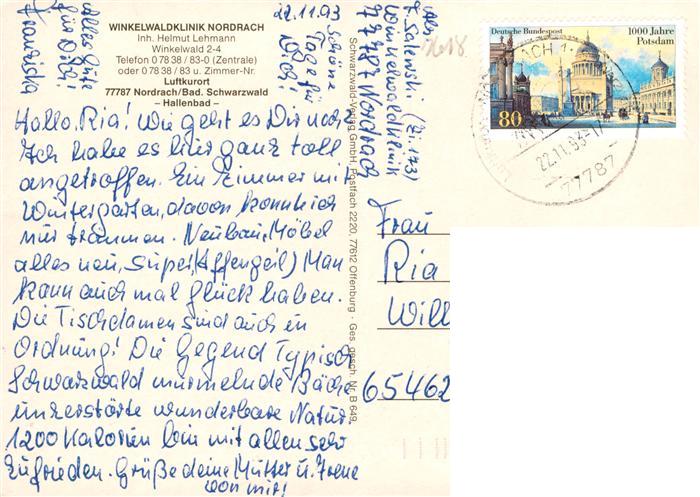 WINKELWALDKLINIK NORDRACH
Inh. Helmut Lehmann
Winkelwald 2-4
Telefon 0 78 38 / 83-0 (Zentrale)
oder 0 78 38 / 83 u. Zimmer-Nr.
Luftkurort
77787 Nordrach/Bad. Schwarzwald
– Hallenbad –
22.11.93
Hallo, Ria! Wie geht es Dir noch?
Ich habe es hier ganz toll
angetroffen. Ein Zimmer mit
Wintergarten, davon konnte ich
nur träumen. Neubau, Möbel
alles neu, Super, (Affengeil) Man
kann auch mal Glück haben.
Die Tischdamen sind auch in
Ordnung! Die Gegend Typisch
Schwarzwald murmelnde Bäche
unzerstörte wunderbare Natur.
1200 Kalorien bin mit allen sehr
zufrieden. Grüße deine Mutter u. Irene
von mir!
Schöne
Tage für
Dich!
Alles Gute
für Dich!
Franziska
Schwarzwald-Verlag GmbH, Postfach 2220, 77612 Offenburg · Ges. gesch. Nr. B 649
Abs.
F. Salewski (Zi. 173)
Winkelwaldklinik
77787 Nordrach
Deutsche Bundespost
1000 Jahre
Potsdam
80
22.11.93-17
77787
Frau
Ria
Will
65462